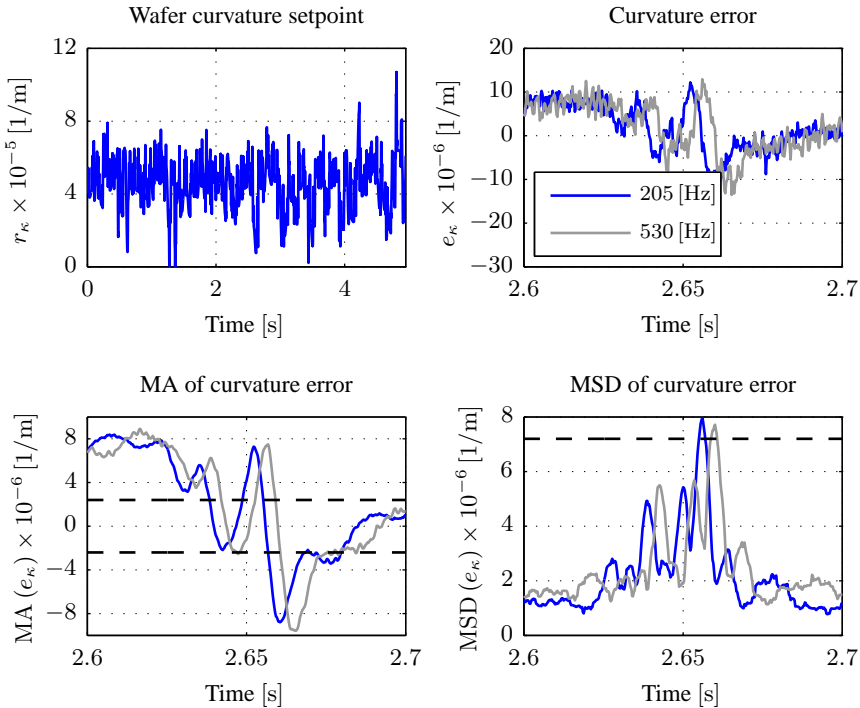 Wafer curvature setpoint
r_κ × 10⁻⁵ [1/m]
12
8
4
0
0
2
4
Time [s]
Curvature error
e_κ × 10⁻⁶ [1/m]
20
10
0
−10
−20
−30
205 [Hz]
530 [Hz]
2.6
2.65
2.7
Time [s]
MA of curvature error
MA (e_κ) × 10⁻⁶ [1/m]
8
4
0
−4
−8
−10
2.6
2.65
2.7
Time [s]
MSD of curvature error
MSD (e_κ) × 10⁻⁶ [1/m]
8
6
4
2
0
2.6
2.65
2.7
Time [s]